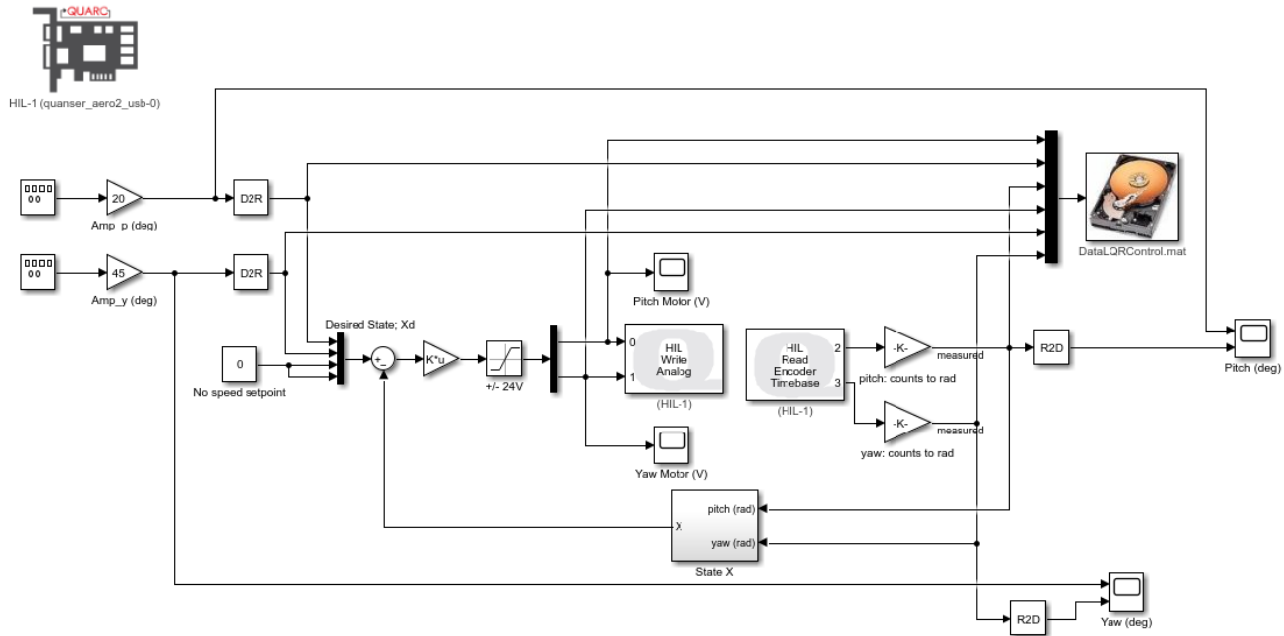 QUARC
HIL-1 (quanser_aero2_usb-0)
20
D2R
Amp_p (deg)
DataLQRControl.mat
45
D2R
Amp_y (deg)
Pitch Motor (V)
Desired State; Xd
0
No speed setpoint
+
−
K*u
+/- 24V
0
1
HIL
Write
Analog
(HIL-1)
HIL
Read
Encoder
Timebase
2
3
(HIL-1)
-K-
measured
pitch: counts to rad
R2D
Pitch (deg)
-K-
measured
yaw: counts to rad
Yaw Motor (V)
pitch (rad)
X
yaw (rad)
State X
R2D
Yaw (deg)